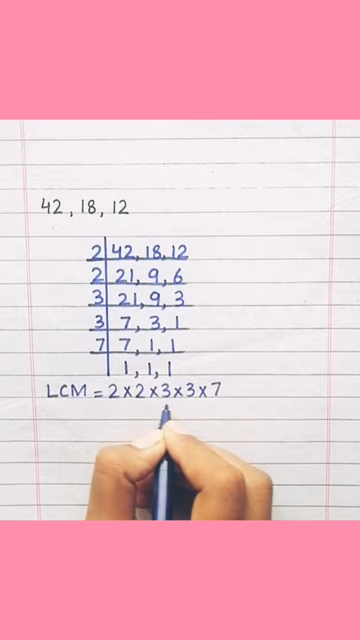 42, 18, 12
2 42, 18, 12
2 21, 9, 6
3 21, 9, 3
3 7, 3, 1
7 7, 1, 1
1, 1, 1
LCM = 2×2×3×3×7